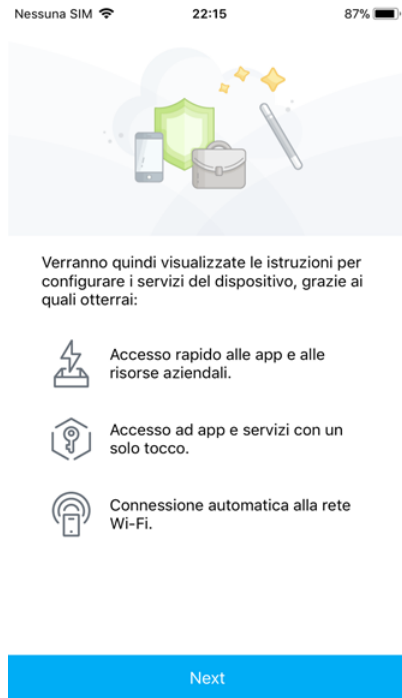 Nessuna SIM 22:15 87%
Verranno quindi visualizzate le istruzioni per
configurare i servizi del dispositivo, grazie ai
quali otterrai:
Accesso rapido alle app e alle
risorse aziendali.
Accesso ad app e servizi con un
solo tocco.
Connessione automatica alla rete
Wi-Fi.
Next